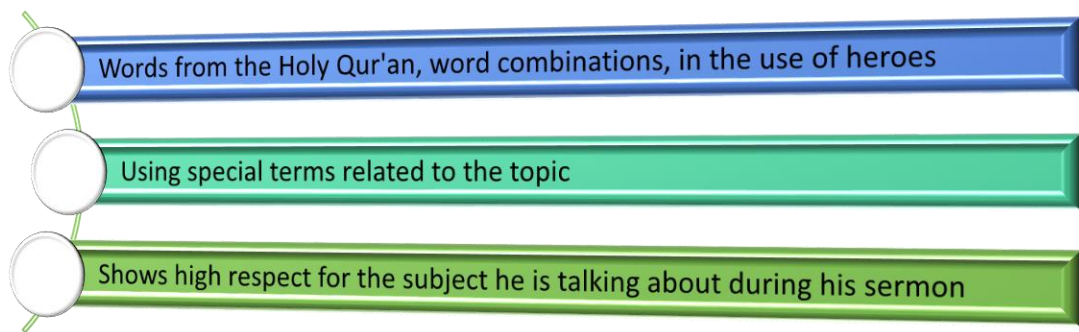 Words from the Holy Qur'an, word combinations, in the use of heroes
Using special terms related to the topic
Shows high respect for the subject he is talking about during his sermon